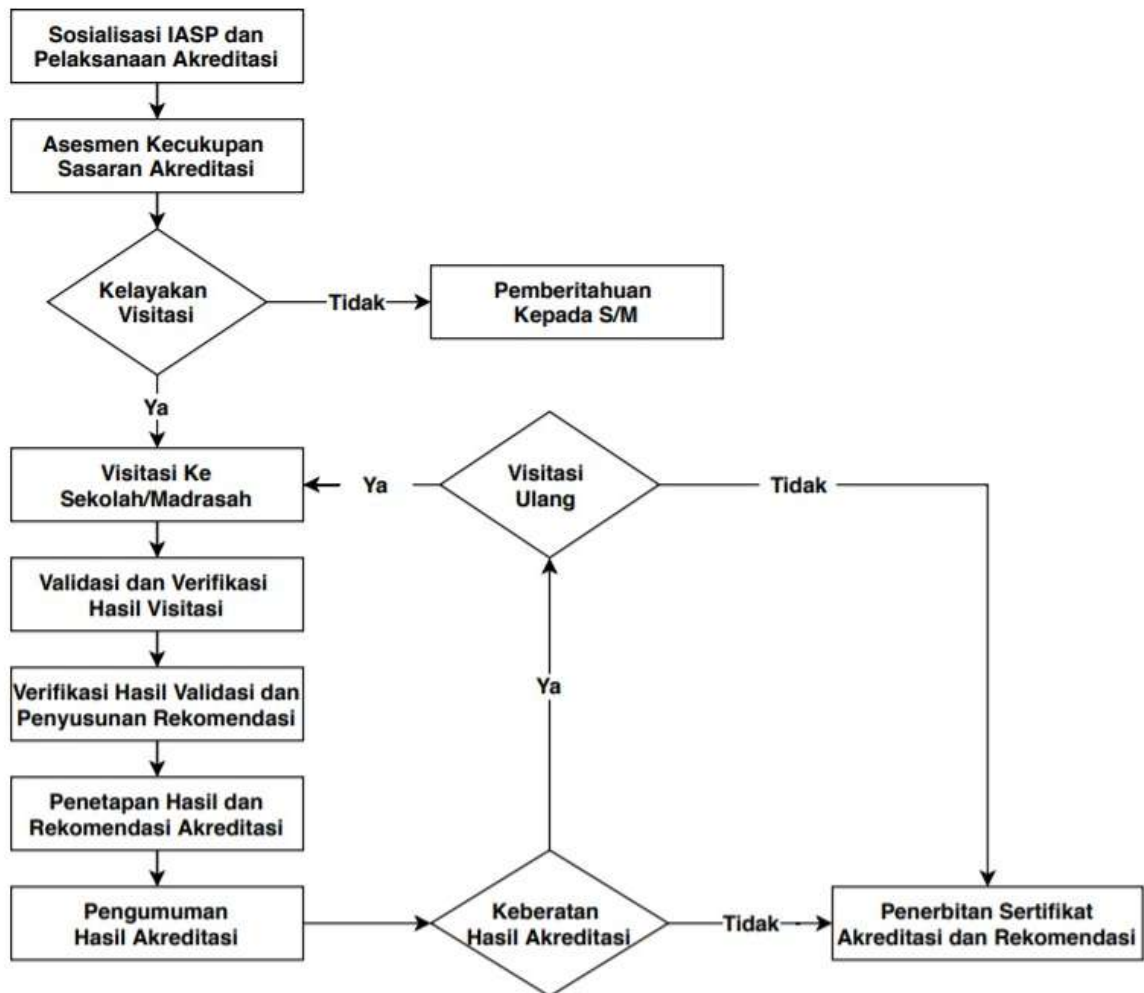 Sosialisasi IASP dan
Pelaksanaan Akreditasi
Asesmen Kecukupan
Sasaran Akreditasi
Kelayakan
Visitasi
Tidak
Pemberitahuan
Kepada S/M
Ya
Visitasi Ke
Sekolah/Madrasah
Ya
Visitasi
Ulang
Tidak
Validasi dan Verifikasi
Hasil Visitasi
Verifikasi Hasil Validasi dan
Penyusunan Rekomendasi
Ya
Penetapan Hasil dan
Rekomendasi Akreditasi
Pengumuman
Hasil Akreditasi
Keberatan
Hasil Akreditasi
Tidak
Penerbitan Sertifikat
Akreditasi dan Rekomendasi